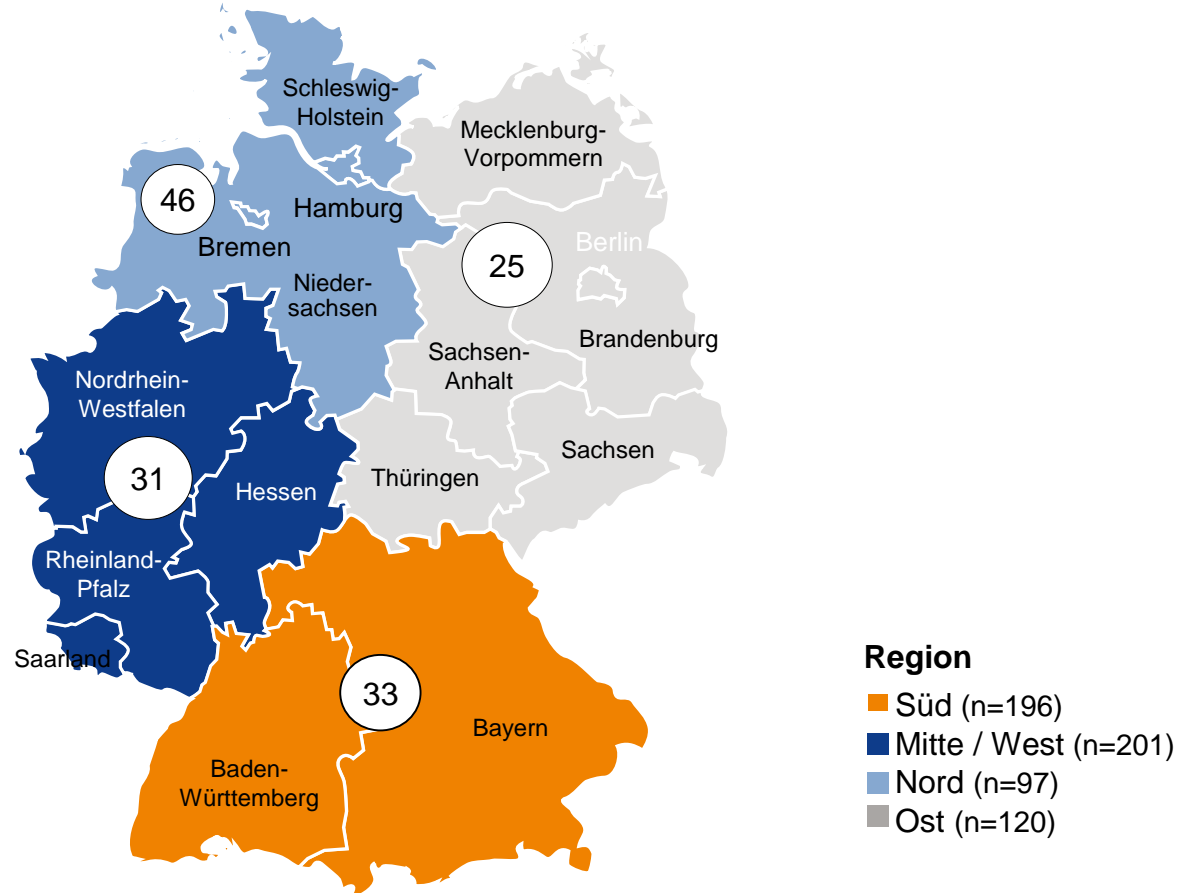 Schleswig-
Holstein
Mecklenburg-
Vorpommern
46
Hamburg
Bremen
Berlin
25
Nieder-
sachsen
Brandenburg
Sachsen-
Anhalt
Nordrhein-
Westfalen
Sachsen
31
Hessen
Thüringen
Rheinland-
Pfalz
Saarland
33
Bayern
Baden-
Württemberg
Region
Süd (n=196)
Mitte / West (n=201)
Nord (n=97)
Ost (n=120)